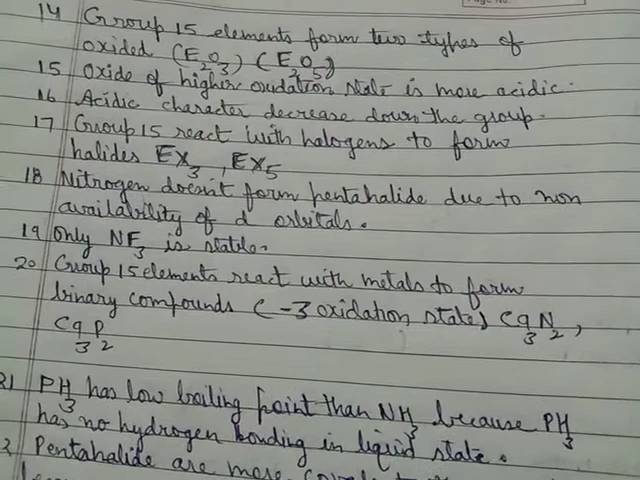 14 Group 15 elements form two types of
oxided (E2O3) (E2O5)
15 Oxide of higher oxidation state is more acidic.
16 Acidic character decrease down the group.
17 Group 15 react with halogens to form
halides EX3, EX5
18 Nitrogen doesn't form pentahalide due to non
availability of d orbitals.
19 only NF3 is stable.
20 Group 15 elements react with metals to form
binary compounds (-3 oxidation state) Ca3N2,
Ca3P2
21 PH3 has low boiling point than NH3 because PH3
has no hydrogen bonding in liquid state.
2 Pentahalide are more